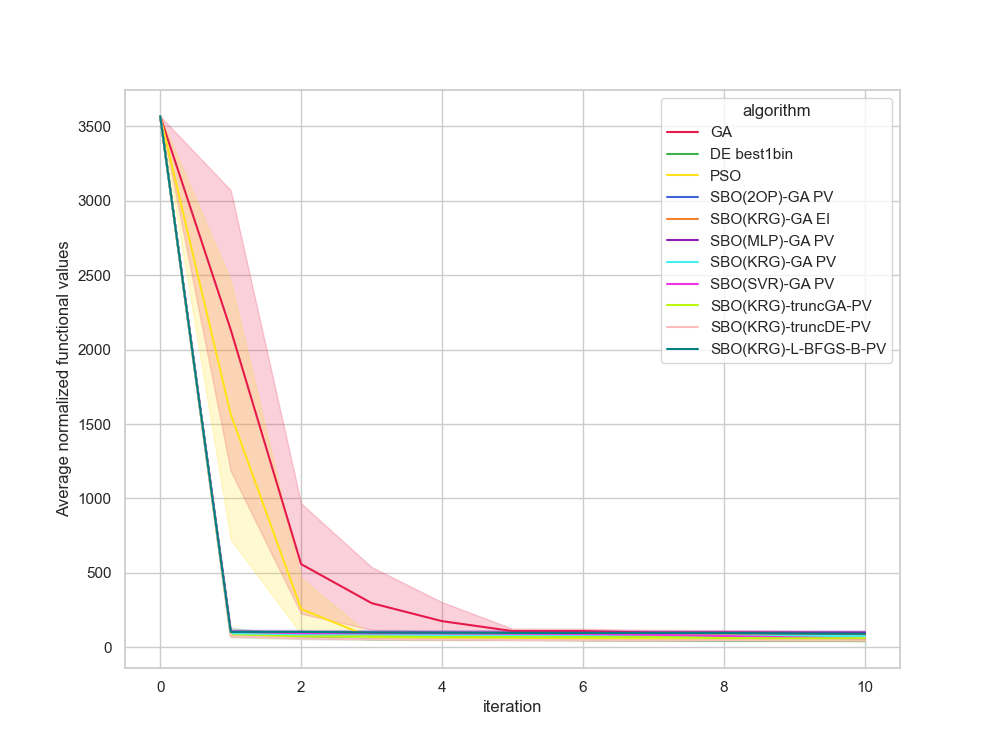 3500
3000
2500
2000
1500
1000
500
0
Average normalized functional values
0 2 4 6 8 10
iteration
algorithm
GA
DE best1bin
PSO
SBO(2OP)-GA PV
SBO(KRG)-GA EI
SBO(MLP)-GA PV
SBO(KRG)-GA PV
SBO(SVR)-GA PV
SBO(KRG)-truncGA-PV
SBO(KRG)-truncDE-PV
SBO(KRG)-L-BFGS-B-PV